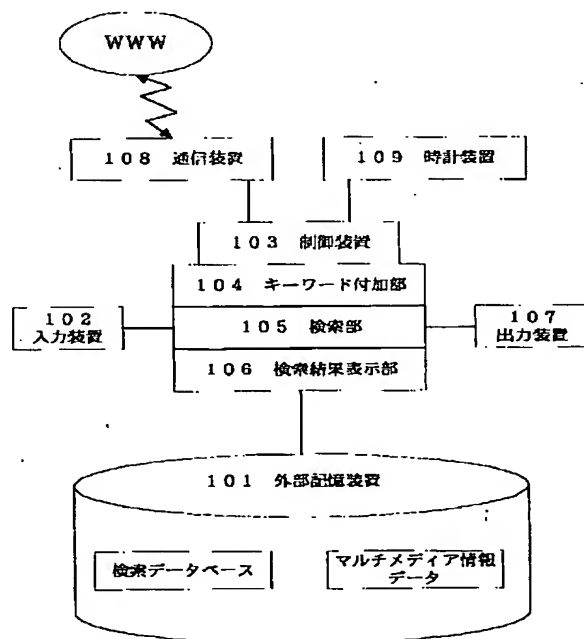 WWW
108 通信装置
109 時計装置
103 制御装置
104 キーワード付加部
102
入力装置
105 検索部
107
出力装置
106 検索結果表示部
101 外部記憶装置
検索データベース
マルチメディア情報
データ